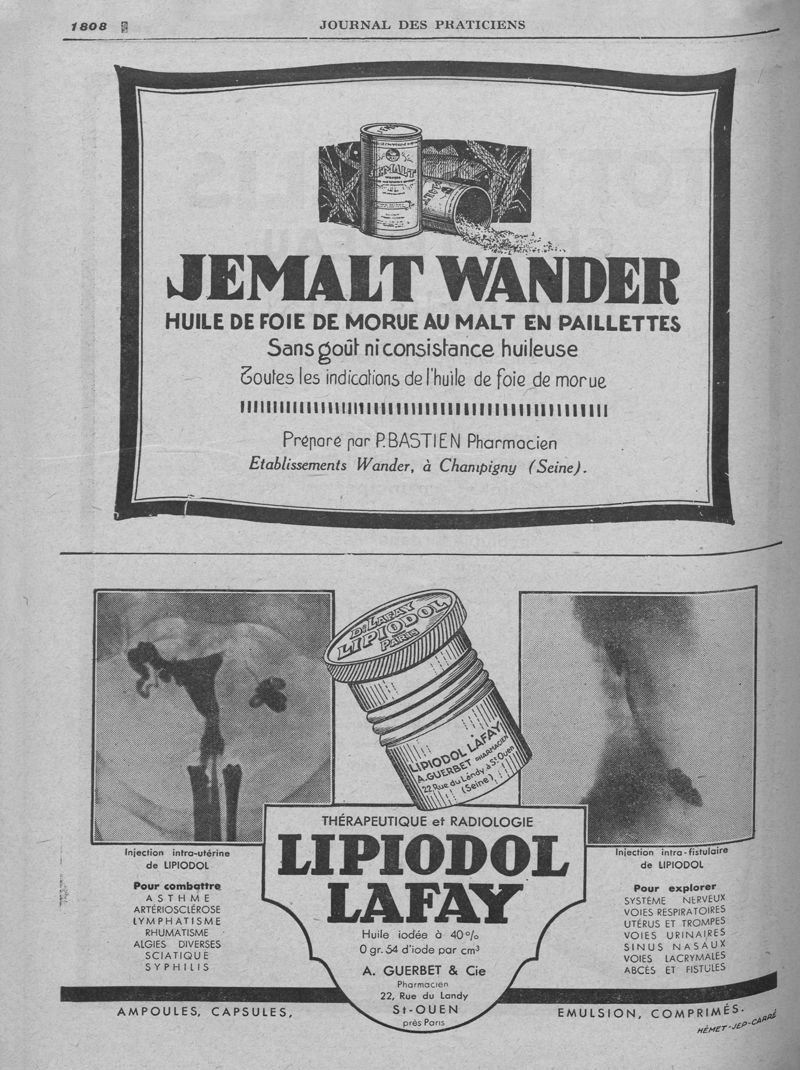 1808
JOURNAL DES PRATICIENS
JEMALT
JEMALT WANDER
HUILE DE FOIE DE MORUE AU MALT EN PAILLETTES
Sans goût ni consistance huileuse
Toutes les indications de l'huile de foie de morue
Préparé par P. BASTIEN Pharmacien
Etablissements Wander, à Champigny (Seine).
Dr LAFAY
LIPIODOL
PARIS
LIPIODOL LAFAY
A. GUERBET PHARMACIEN
22 Rue du Landy à St Ouen
(Seine)
Injection intra-utérine
de LIPIODOL
Pour combattre
ASTHME
ARTÉRIOSCLÉROSE
LYMPHATISME
RHUMATISME
ALGIES DIVERSES
SCIATIQUE
SYPHILIS
THÉRAPEUTIQUE et RADIOLOGIE
LIPIODOL
LAFAY
Huile iodée à 40%
0 gr. 54 d'iode par cm³
A. GUERBET & Cie
Pharmacien
22, Rue du Landy
St-OUEN
près Paris
Injection intra-fistulaire
de LIPIODOL
Pour explorer
SYSTÈME NERVEUX
VOIES RESPIRATOIRES
UTÉRUS ET TROMPES
VOIES URINAIRES
SINUS NASAUX
VOIES LACRYMALES
ABCÈS ET FISTULES
AMPOULES, CAPSULES,
EMULSION, COMPRIMÉS.
HÉMET-JEP-CARRÉ